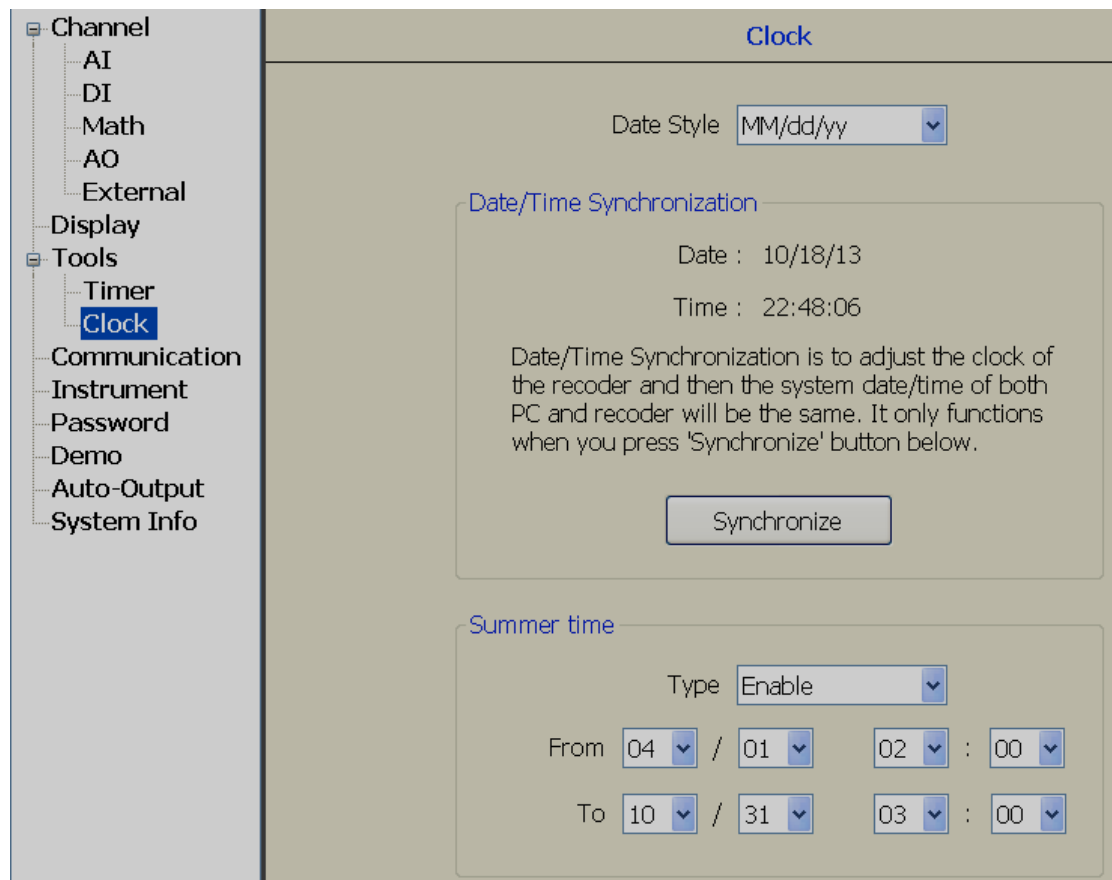 Channel
AI
DI
Math
AO
External
Display
Tools
Timer
Clock
Communication
Instrument
Password
Demo
Auto-Output
System Info
Clock
Date Style MM/dd/yy
Date/Time Synchronization
Date : 10/18/13
Time : 22:48:06
Date/Time Synchronization is to adjust the clock of
the recoder and then the system date/time of both
PC and recoder will be the same. It only functions
when you press 'Synchronize' button below.
Synchronize
Summer time
Type Enable
From 04 / 01 02 : 00
To 10 / 31 03 : 00